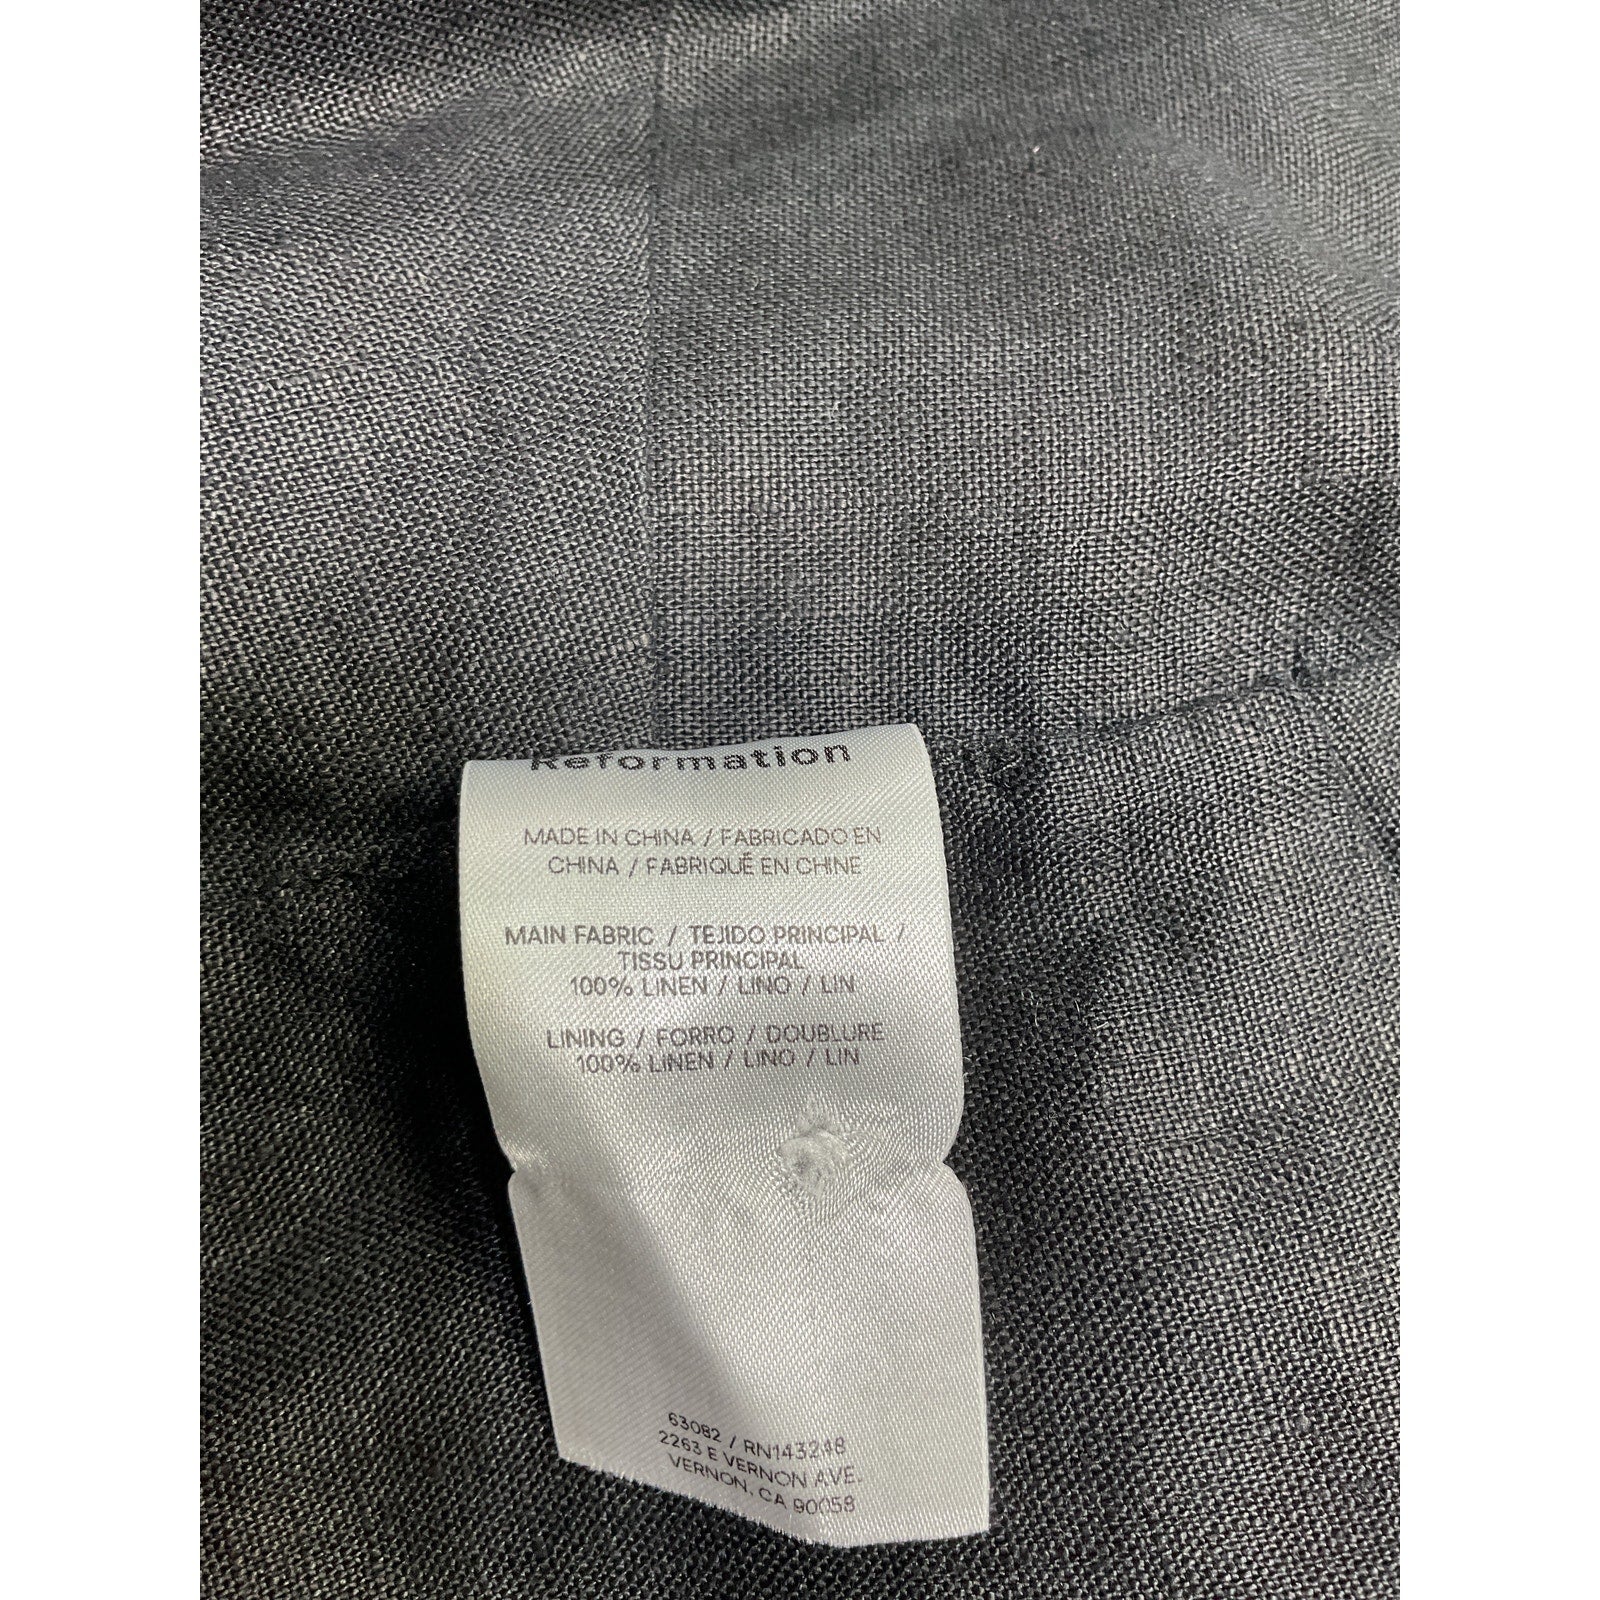 Reformation
MADE IN CHINA / FABRICADO EN
CHINA / FABRIQUÉ EN CHINE
MAIN FABRIC / TEJIDO PRINCIPAL /
TISSU PRINCIPAL
100% LINEN / LINO / LIN
LINING / FORRO / DOUBLURE
100% LINEN / LINO / LIN
63082 / RN143248
2263 E VERNON AVE.
VERNON, CA 90058